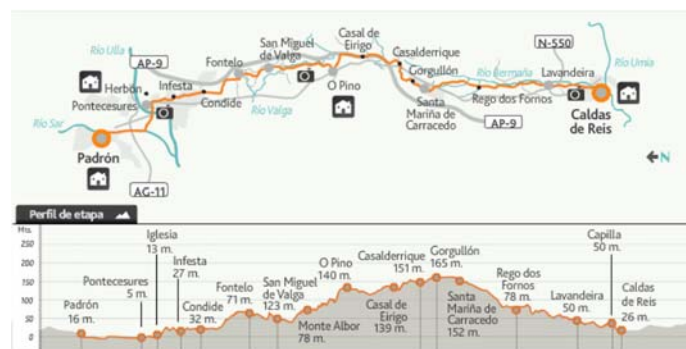 Río Ulla
AP-9
Herbón
Pontecesures
Infesta
Condide
Fontelo
San Miguel
de Valga
Río Valga
Casal de
Eirigo
O Pino
Casalderrique
Gorgullón
Santa
Mariña de
Carracedo
AP-9
Río Bermaña
Rego dos Fornos
N-550
Lavandeira
Río Umia
Caldas
de Reis
Río Sar
Padrón
AG-11
N
Perfil de etapa
Mts.
250
200
150
100
50
0
Padrón
16 m.
Pontecesures
5 m.
Iglesia
13 m.
Infesta
27 m.
Condide
32 m.
Fontelo
71 m.
San Miguel
de Valga
123 m.
Monte Albor
78 m.
O Pino
140 m.
Casal de
Eirigo
139 m.
Casalderrique
151 m.
Gorgullón
165 m.
Santa
Mariña de
Carracedo
152 m.
Rego dos
Fornos
78 m.
Lavandeira
50 m.
Capilla
50 m.
Caldas
de Reis
26 m.